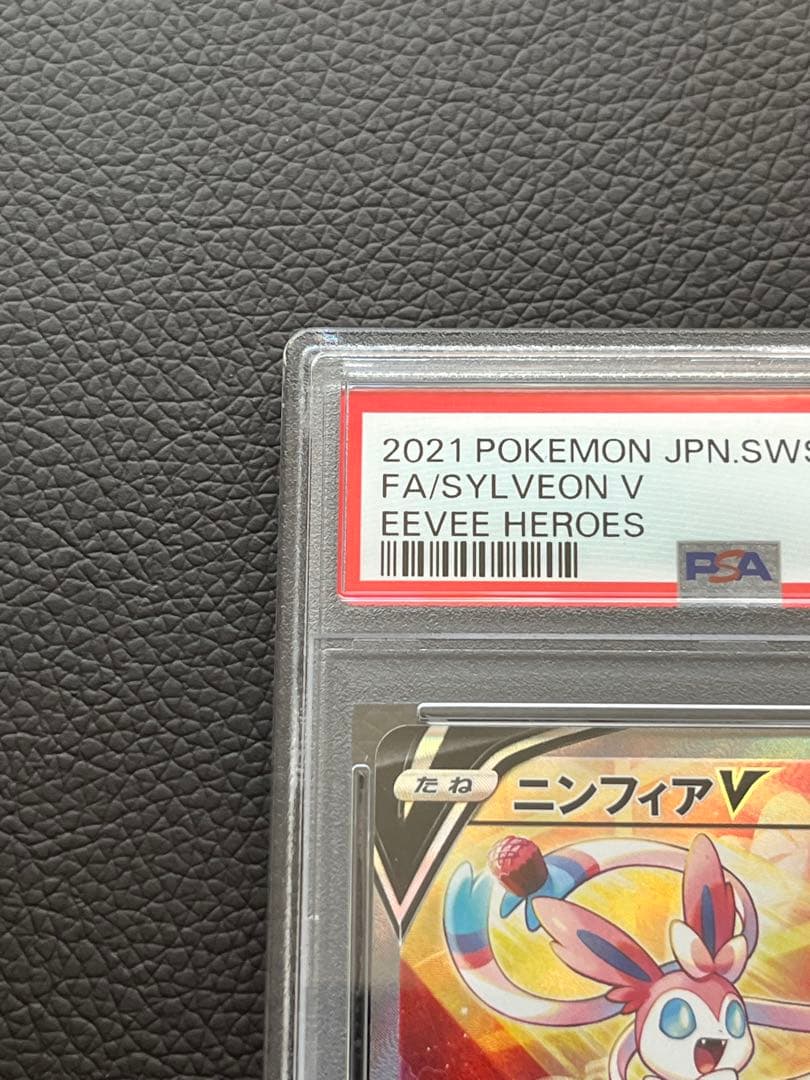 2021 POKEMON JPN.SWS
FA/SYLVEON V
EEVEE HEROES
PSA
たね
ニンフィアV